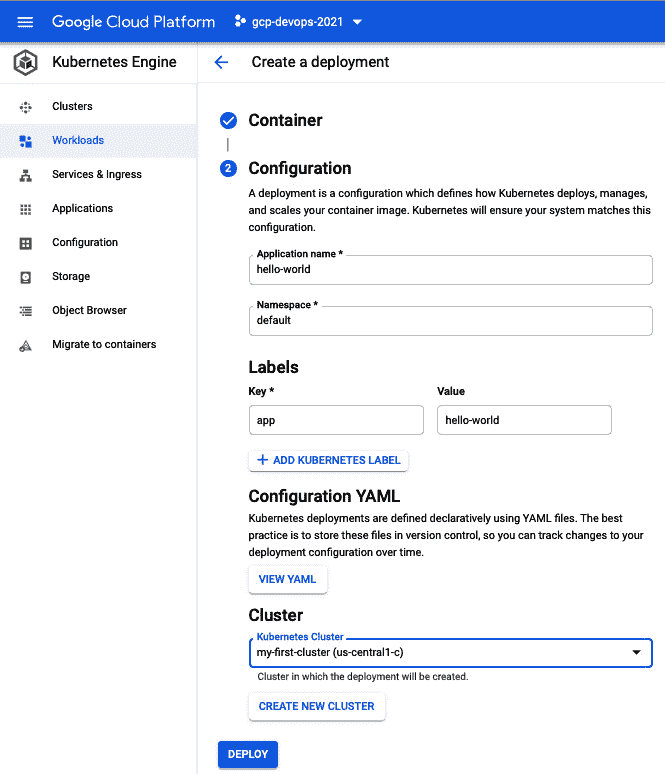 Google Cloud Platform
gcp-devops-2021
Kubernetes Engine
Create a deployment
Clusters
Workloads
Services & Ingress
Applications
Configuration
Storage
Object Browser
Migrate to containers
Container
2
Configuration
A deployment is a configuration which defines how Kubernetes deploys, manages,
and scales your container image. Kubernetes will ensure your system matches this
configuration.
Application name *
hello-world
Namespace *
default
Labels
Key *
Value
app
hello-world
+ ADD KUBERNETES LABEL
Configuration YAML
Kubernetes deployments are defined declaratively using YAML files. The best
practice is to store these files in version control, so you can track changes to your
deployment configuration over time.
VIEW YAML
Cluster
Kubernetes Cluster
my-first-cluster (us-central1-c)
Cluster in which the deployment will be created.
CREATE NEW CLUSTER
DEPLOY